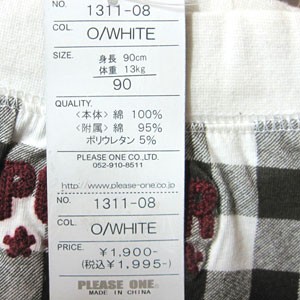 NO. 1311-08
COL. O/WHITE
SIZE. 身長 90cm
体重 13kg
90
QUALITY.
〈本体〉綿 100%
〈附属〉綿 95%
ポリウレタン 5%
PLEASE ONE CO.,LTD.
052-910-8511
http://www.please-one.co.jp
NO. 1311-08
COL. O/WHITE
PRICE. ¥1,900-
(税込¥1,995-)
PLEASE ONE.
MADE IN CHINA